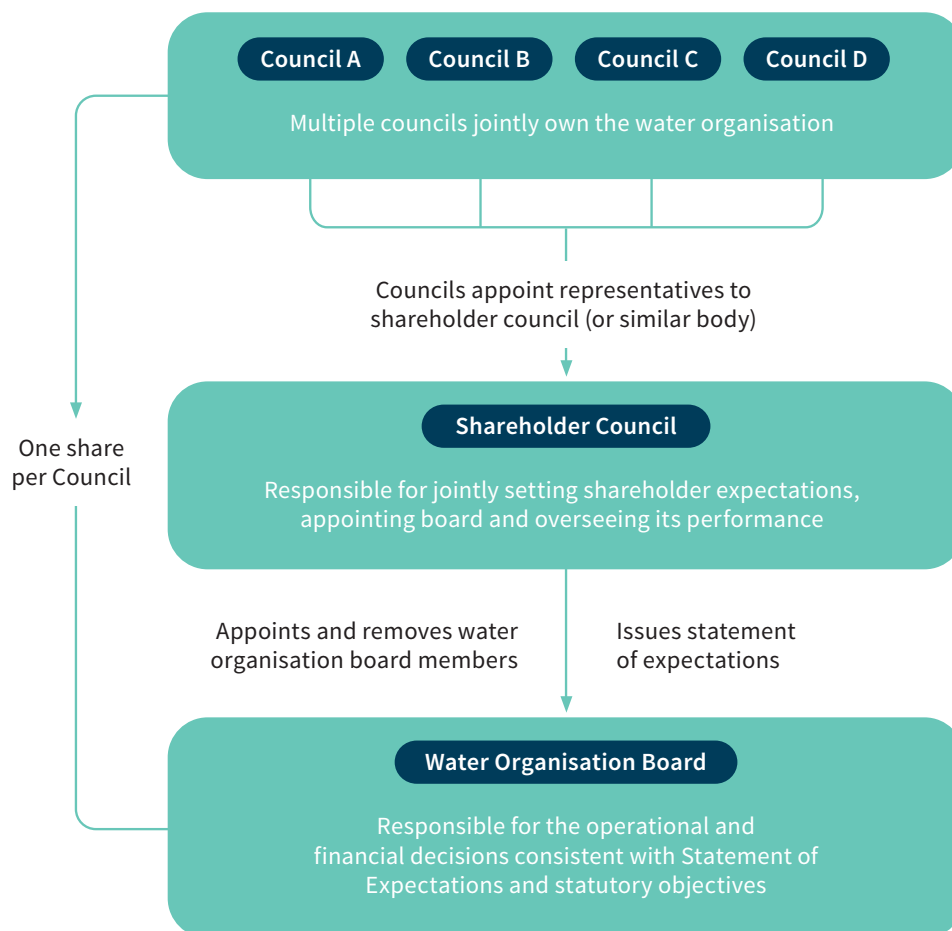 Council A
Council B
Council C
Council D
Multiple councils jointly own the water organisation
Councils appoint representatives to
shareholder council (or similar body)
One share
per Council
Shareholder Council
Responsible for jointly setting shareholder expectations,
appointing board and overseeing its performance
Appoints and removes water
organisation board members
Issues statement
of expectations
Water Organisation Board
Responsible for the operational and
financial decisions consistent with Statement of
Expectations and statutory objectives